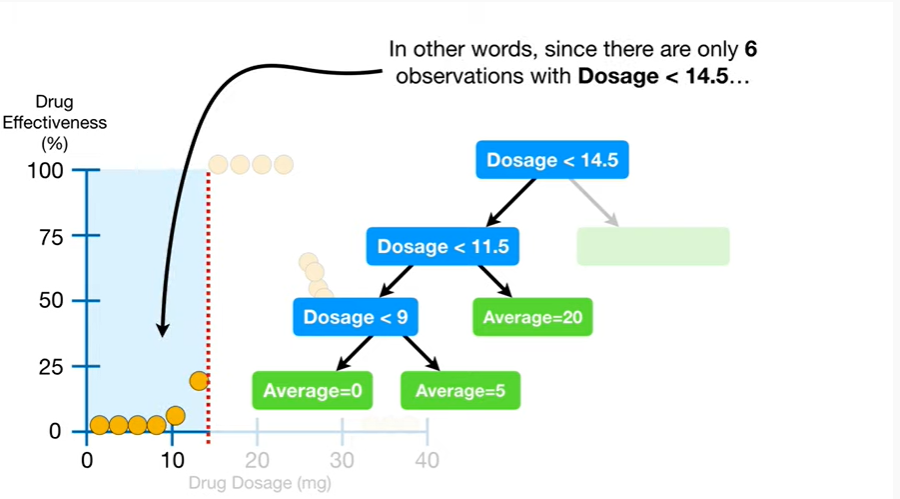 In other words, since there are only 6
observations with Dosage < 14.5…
Drug
Effectiveness
(%)
100
75
50
25
0
0
10
20
30
40
Drug Dosage (mg)
Dosage < 14.5
Dosage < 11.5
Dosage < 9
Average=20
Average=0
Average=5